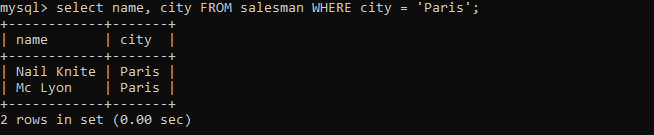 mysql> select name, city FROM salesman WHERE city = 'Paris';
+------------+-------+
| name       | city  |
+------------+-------+
| Nail Knite | Paris |
| Mc Lyon    | Paris |
+------------+-------+
2 rows in set (0.00 sec)